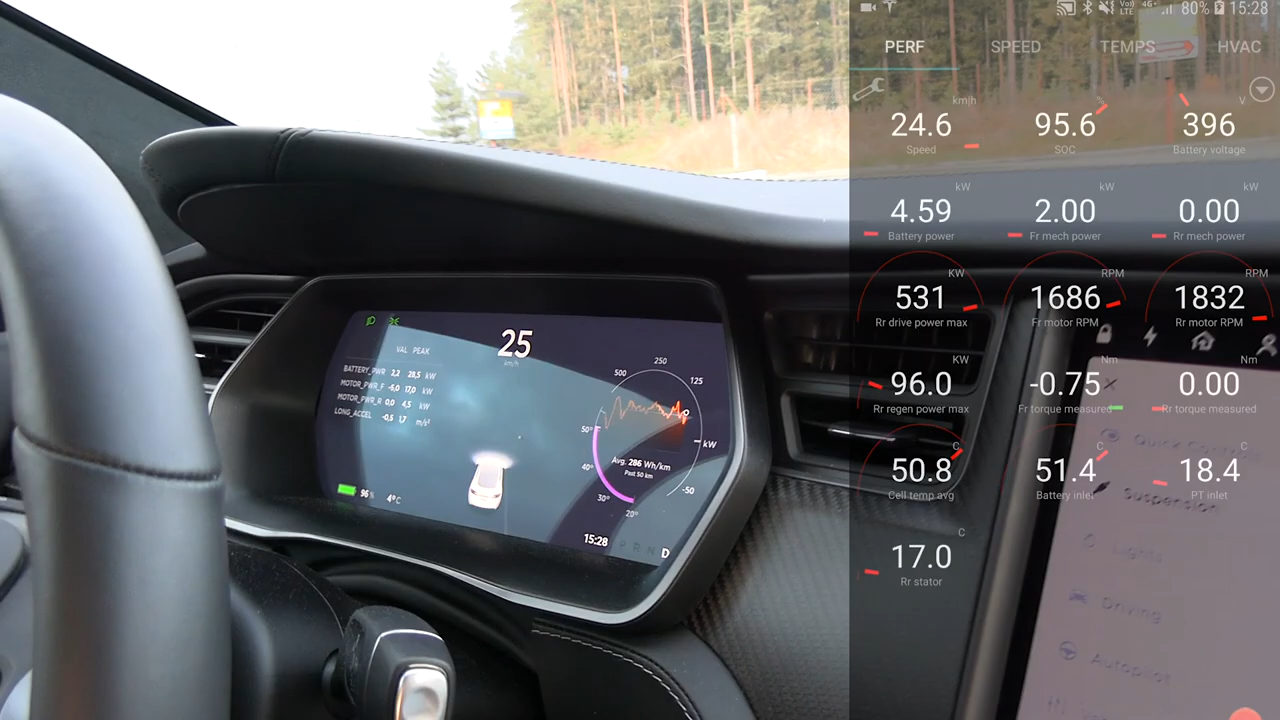 25
km/h
VAL PEAK
BATTERY_PWR 2,2 28,5 kW
MOTOR_PWR_F -6,0 17,0 kW
MOTOR_PWR_R 0,0 4,5 kW
LONG_ACCEL -0,5 1,7 m/s²
250
500
125
50°
40°
30°
20°
kW
-50
Avg. 286 Wh/km
Past 50 km
96 %
4°C
15:28
P R N D
VoD LTE 4G 80% 15:28
PERF SPEED TEMPS HVAC
km|h % V
24.6 95.6 396
Speed SOC Battery voltage
kW kW kW
4.59 2.00 0.00
Battery power Fr mech power Rr mech power
KW RPM RPM
531 1686 1832
Rr drive power max Fr motor RPM Rr motor RPM
KW Nm Nm
96.0 -0.75 0.00
Rr regen power max Fr torque measured Rr torque measured
C C C
50.8 51.4 18.4
Cell temp avg Battery inlet PT inlet
C
17.0
Rr stator
Suspension
Lights
Driving
Autopilot